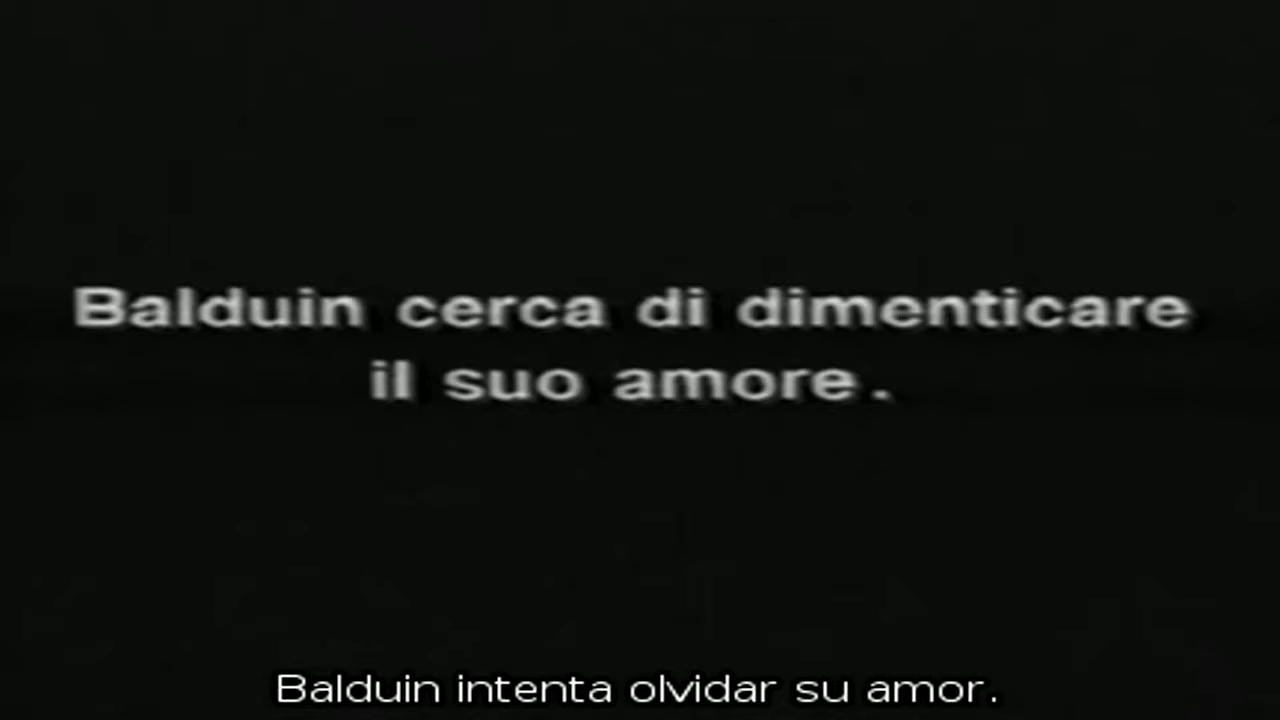 Balduin cerca di dimenticare
il suo amore.
Balduin intenta olvidar su amor.